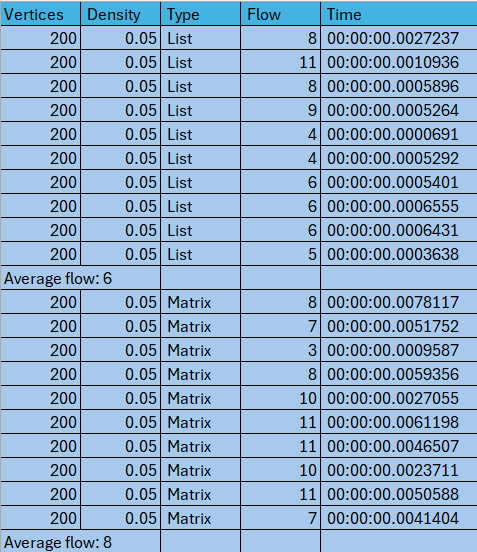 Vertices Density Type Flow Time
200 0.05 List 8 00:00:00.0027237
200 0.05 List 11 00:00:00.0010936
200 0.05 List 8 00:00:00.0005896
200 0.05 List 9 00:00:00.0005264
200 0.05 List 4 00:00:00.0000691
200 0.05 List 4 00:00:00.0005292
200 0.05 List 6 00:00:00.0005401
200 0.05 List 6 00:00:00.0006555
200 0.05 List 6 00:00:00.0006431
200 0.05 List 5 00:00:00.0003638
Average flow: 6
200 0.05 Matrix 8 00:00:00.0078117
200 0.05 Matrix 7 00:00:00.0051752
200 0.05 Matrix 3 00:00:00.0009587
200 0.05 Matrix 8 00:00:00.0059356
200 0.05 Matrix 10 00:00:00.0027055
200 0.05 Matrix 11 00:00:00.0061198
200 0.05 Matrix 11 00:00:00.0046507
200 0.05 Matrix 10 00:00:00.0023711
200 0.05 Matrix 11 00:00:00.0050588
200 0.05 Matrix 7 00:00:00.0041404
Average flow: 8